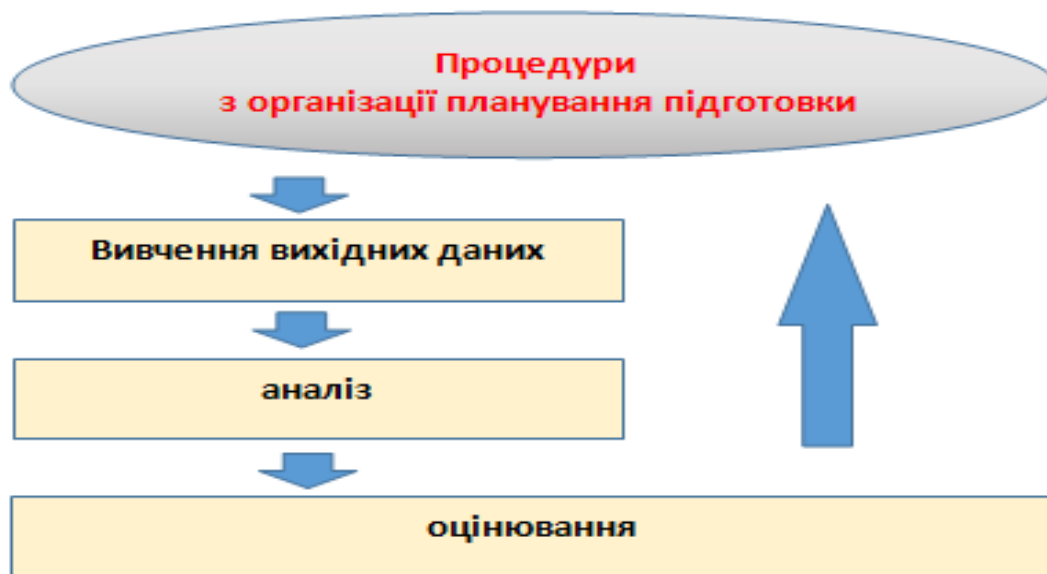 Процедури
з організації планування підготовки
Вивчення вихідних даних
аналіз
оцінювання